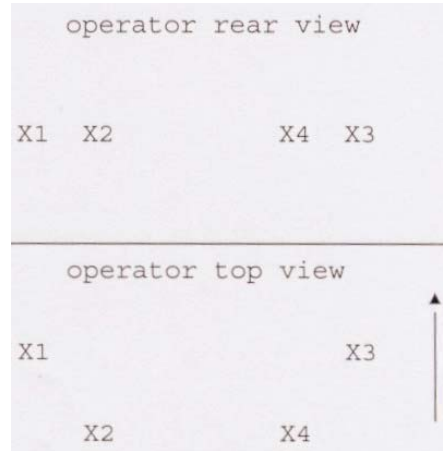 operator rear view
X1 X2 X4 X3
operator top view
X1 X3
X2 X4